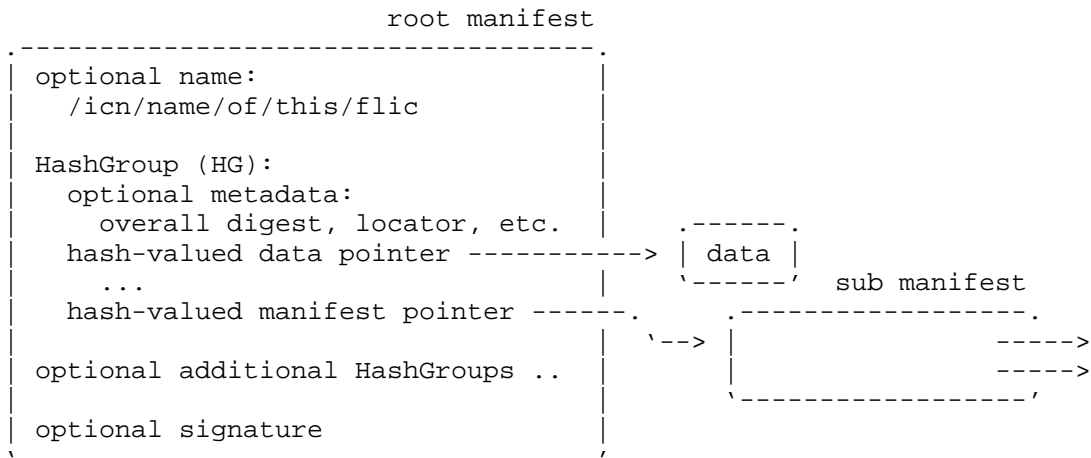 root manifest
optional name:
/icn/name/of/this/flic
HashGroup (HG):
optional metadata:
overall digest, locator, etc.
hash-valued data pointer -----------> | data |
...
sub manifest
hash-valued manifest pointer ------.
optional additional HashGroups ..
optional signature